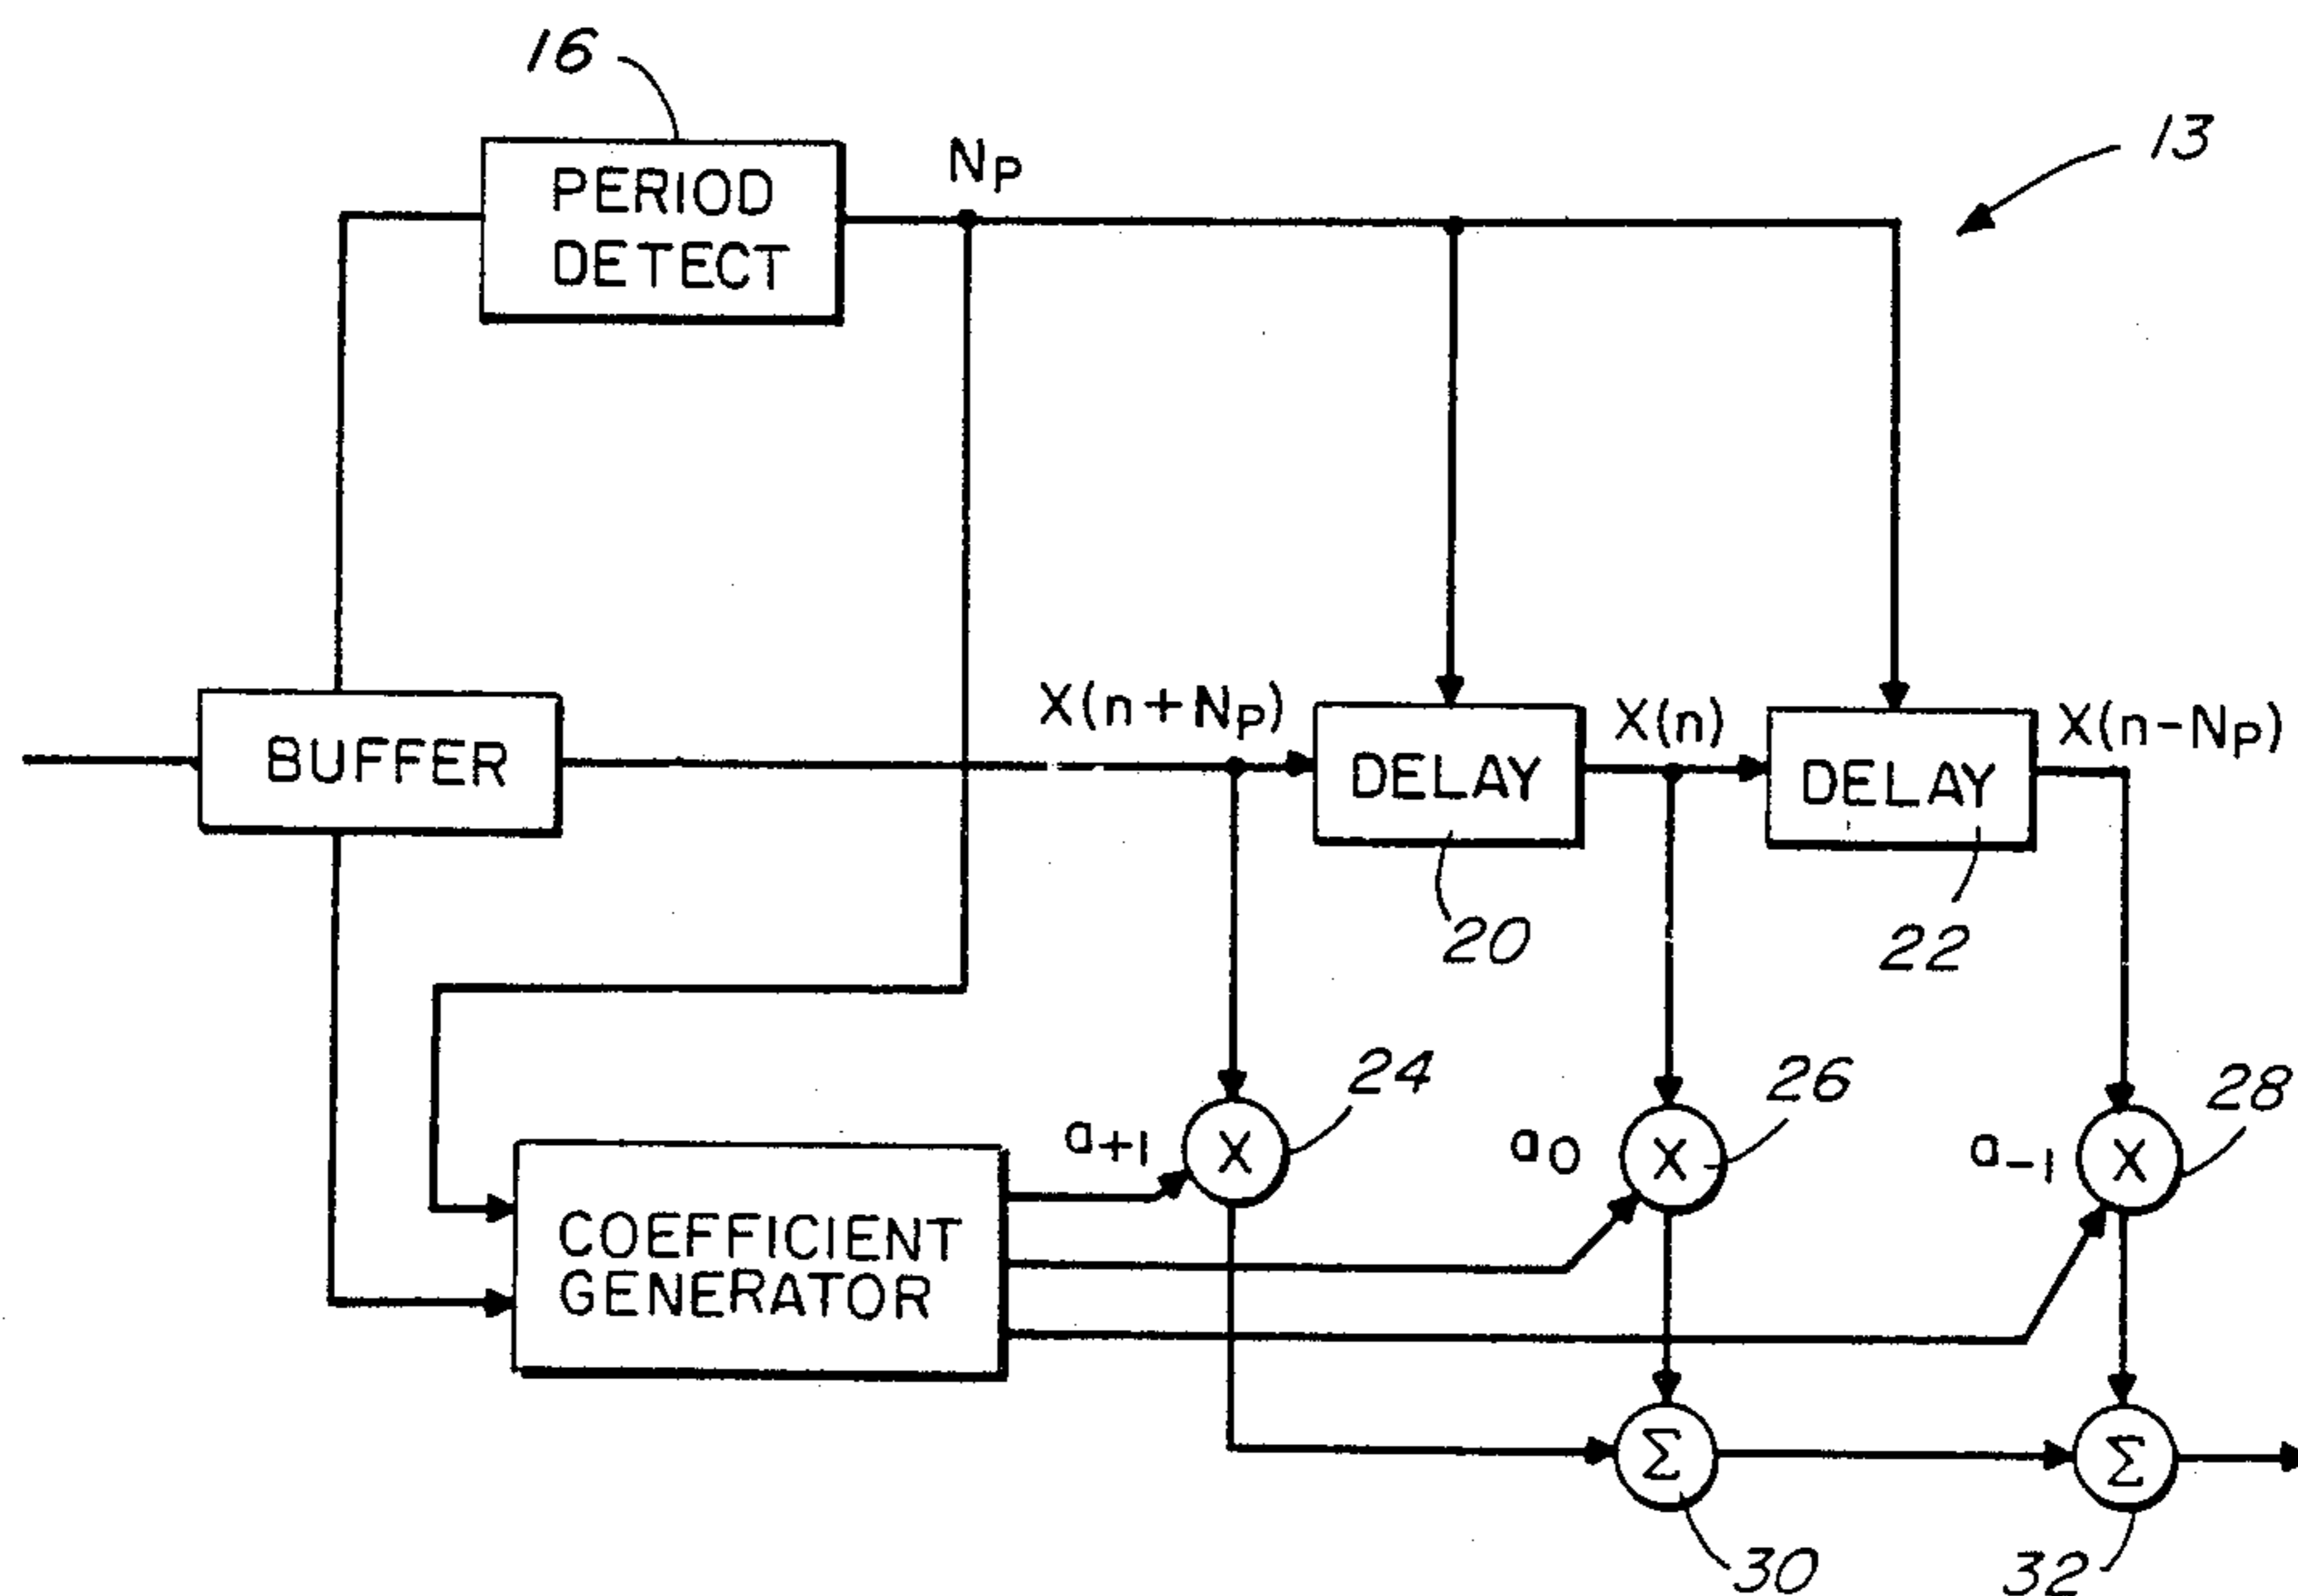 16
13
PERIOD
DETECT
NP
BUFFER
X(n+NP)
DELAY
X(n)
DELAY
X(n-NP)
20
22
24
26
28
a+1
a0
a-1
X
X
X
COEFFICIENT
GENERATOR
Σ
Σ
30
32